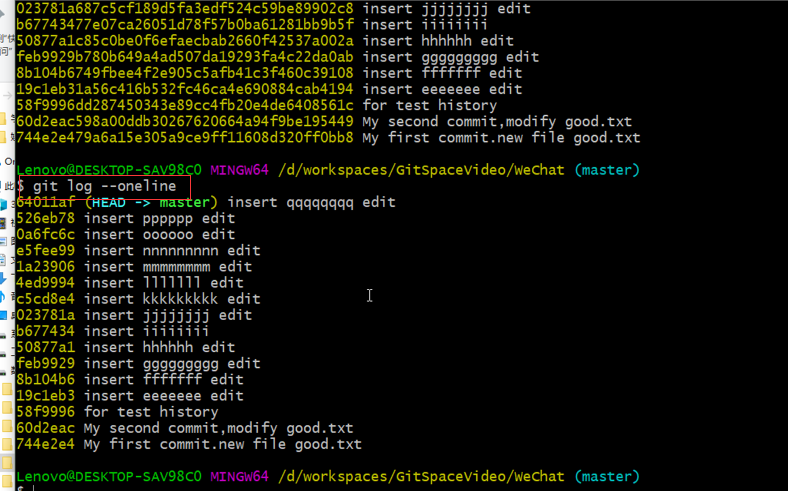 023781a687c5cf189d5fa3edf524c59be89902c8 insert jjjjjjjj edit
b67743477e07ca26051d78f57b0ba61281bb9b5f insert iiiiiiii
50877a1c85c0be0f6efaecbab2660f42537a002a insert hhhhhh edit
feb9929b780b649a4ad507da19293fa4c22da0ab insert ggggggggg edit
8b104b6749fbee4f2e905c5afb41c3f460c39108 insert fffffff edit
19c1eb31a56c416b532fc46ca4e690884cab4194 insert eeeeeee edit
58f9996dd287450343e89cc4fb20e4de6408561c for test history
60d2eac598a00ddb30267620664a94f9be195449 My second commit,modify good.txt
744e2e479a6a15e305a9ce9ff11608d320ff0bb8 My first commit.new file good.txt
Lenovo@DESKTOP-SAV98C0 MINGW64 /d/workspaces/GitSpaceVideo/WeChat (master)
$ git log --oneline
64011af (HEAD -> master) insert qqqqqqqq edit
526eb78 insert pppppp edit
0a6fc6c insert oooooo edit
e5fee99 insert nnnnnnnnn edit
1a23906 insert mmmmmmmm edit
4ed9994 insert lllllll edit
c5cd8e4 insert kkkkkkkkk edit
023781a insert jjjjjjjj edit
b677434 insert iiiiiiii
50877a1 insert hhhhhh edit
feb9929 insert ggggggggg edit
8b104b6 insert fffffff edit
19c1eb3 insert eeeeeee edit
58f9996 for test history
60d2eac My second commit,modify good.txt
744e2e4 My first commit.new file good.txt
Lenovo@DESKTOP-SAV98C0 MINGW64 /d/workspaces/GitSpaceVideo/WeChat (master)
$